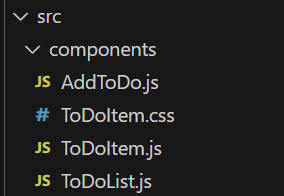 src
components
JS AddToDo.js
# ToDoItem.css
JS ToDoItem.js
JS ToDoList.js